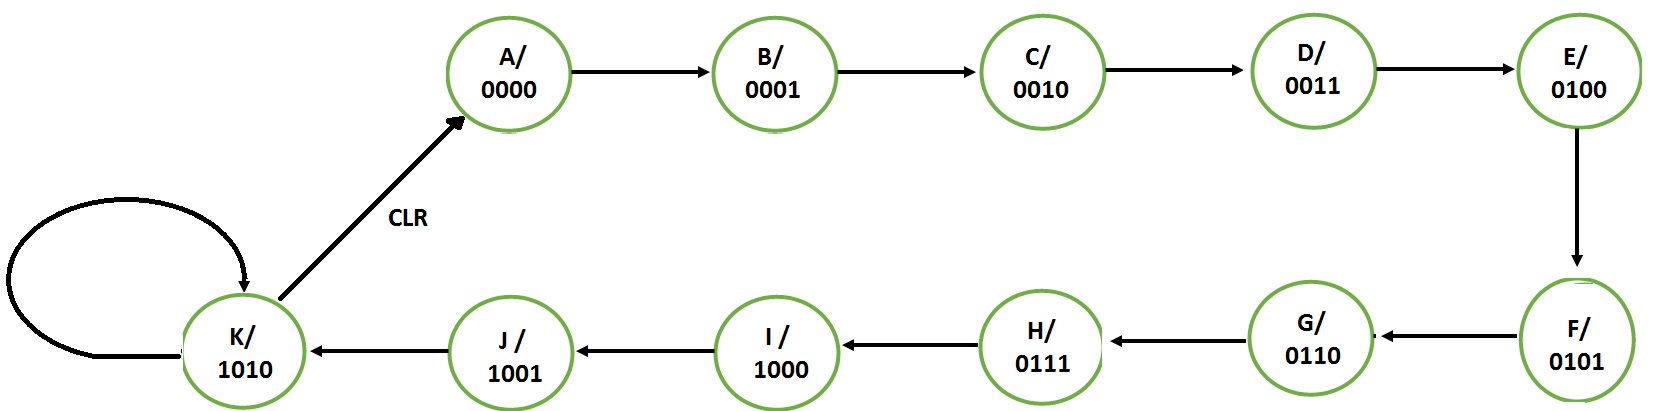 A/
0000
B/
0001
C/
0010
D/
0011
E/
0100
CLR
K/
1010
J /
1001
I /
1000
H/
0111
G/
0110
F/
0101